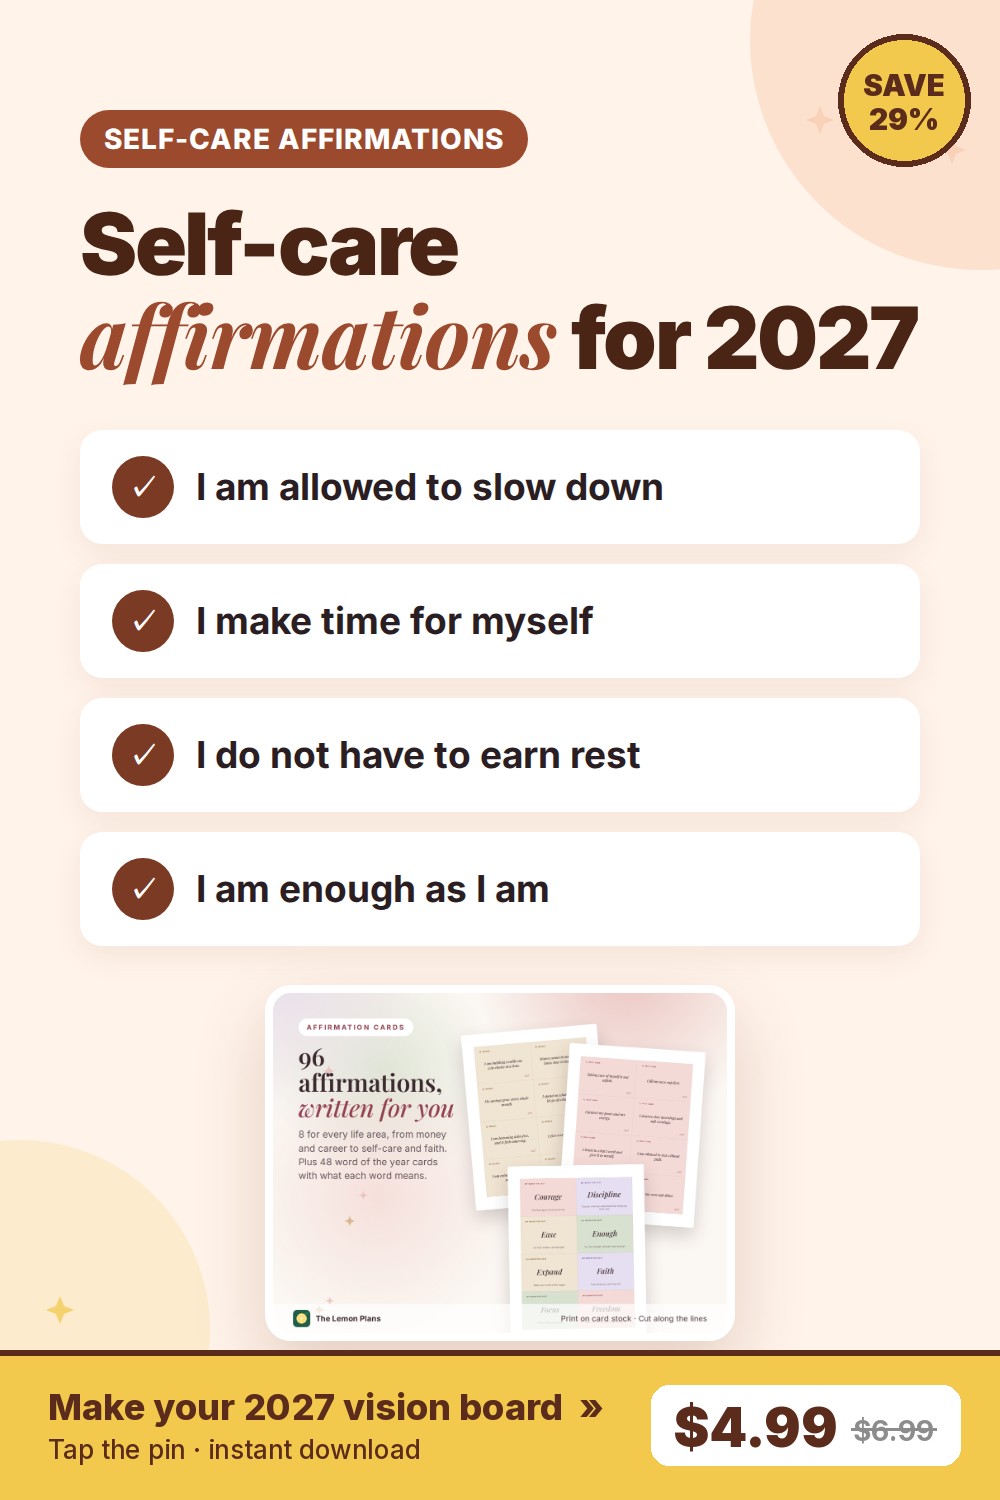 SAVE
29%
SELF-CARE AFFIRMATIONS
Self-care
affirmations for 2027
✓ I am allowed to slow down
✓ I make time for myself
✓ I do not have to earn rest
✓ I am enough as I am
AFFIRMATION CARDS
96
affirmations,
written for you
8 for every life area, from money
and career to self-care and faith.
Plus 48 word of the year cards
with what each word means.
Courage
Discipline
Ease
Enough
Expand
Faith
Focus
Freedom
The Lemon Plans
Print on card stock · Cut along the lines
Make your 2027 vision board »
Tap the pin · instant download
$4.99 $6.99